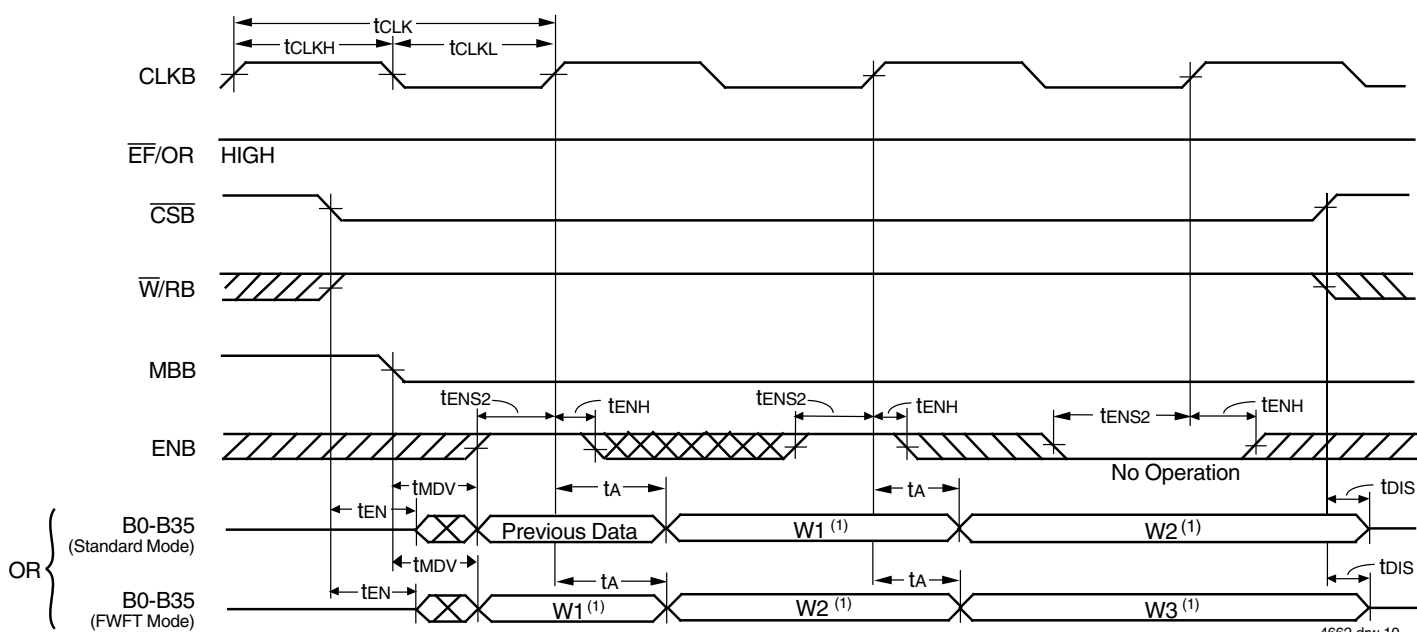 tCLK
tCLKH tCLKL
CLKB
EF/OR HIGH
CSB
W/RB
MBB
tENS2 tENH tENS2 tENH tENS2 tENH
ENB
No Operation
tMDV tA tA tDIS
tEN
B0-B35 Previous Data W1 (1) W2 (1)
(Standard Mode)
OR
tMDV tA tA tDIS
tEN
B0-B35 W1 (1) W2 (1) W3 (1)
(FWFT Mode)